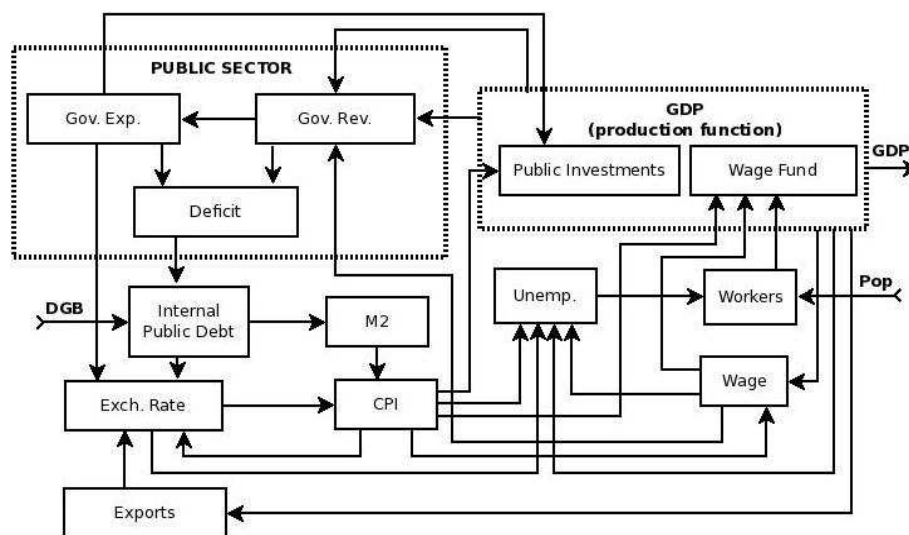 PUBLIC SECTOR
Gov. Exp.
Gov. Rev.
Deficit
GDP
(production function)
Public Investments
Wage Fund
GDP
DGB
Internal
Public Debt
M2
Unemp.
Workers
Pop
Exch. Rate
CPI
Wage
Exports